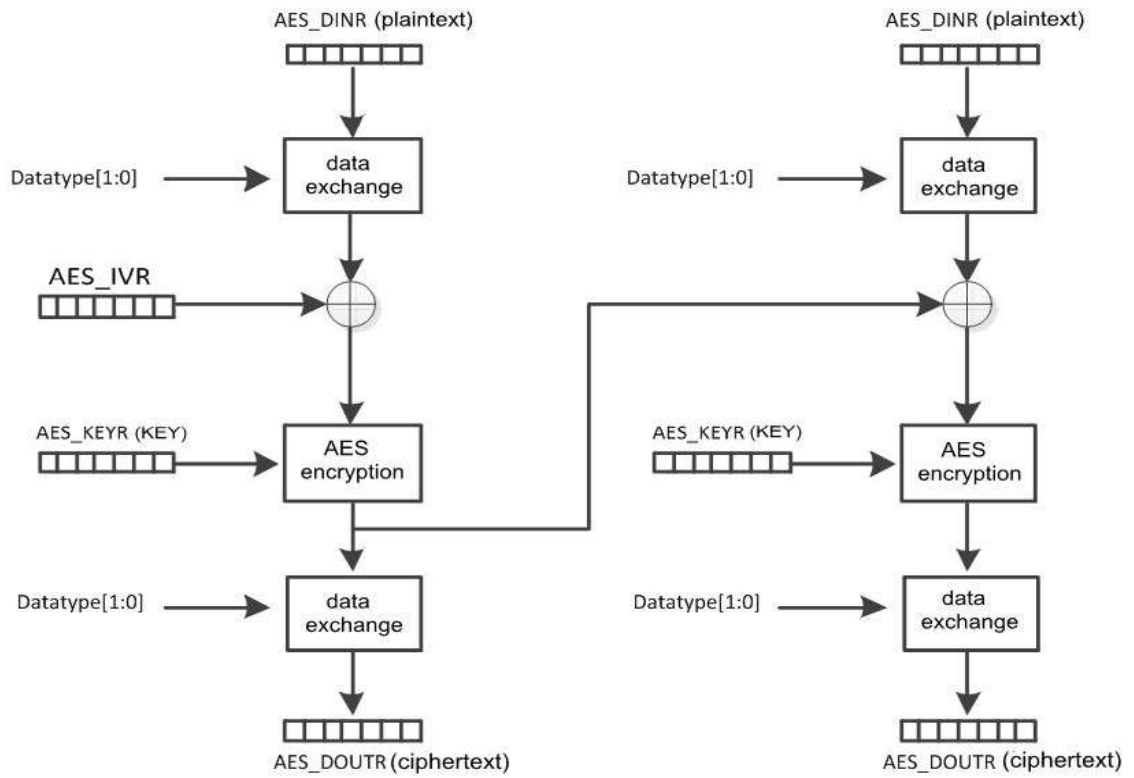 AES_DINR (plaintext)
AES_DINR (plaintext)
Datatype[1:0]
data
exchange
Datatype[1:0]
data
exchange
AES_IVR
AES_KEYR (KEY)
AES
encryption
AES_KEYR (KEY)
AES
encryption
Datatype[1:0]
data
exchange
Datatype[1:0]
data
exchange
AES_DOUTR (ciphertext)
AES_DOUTR (ciphertext)